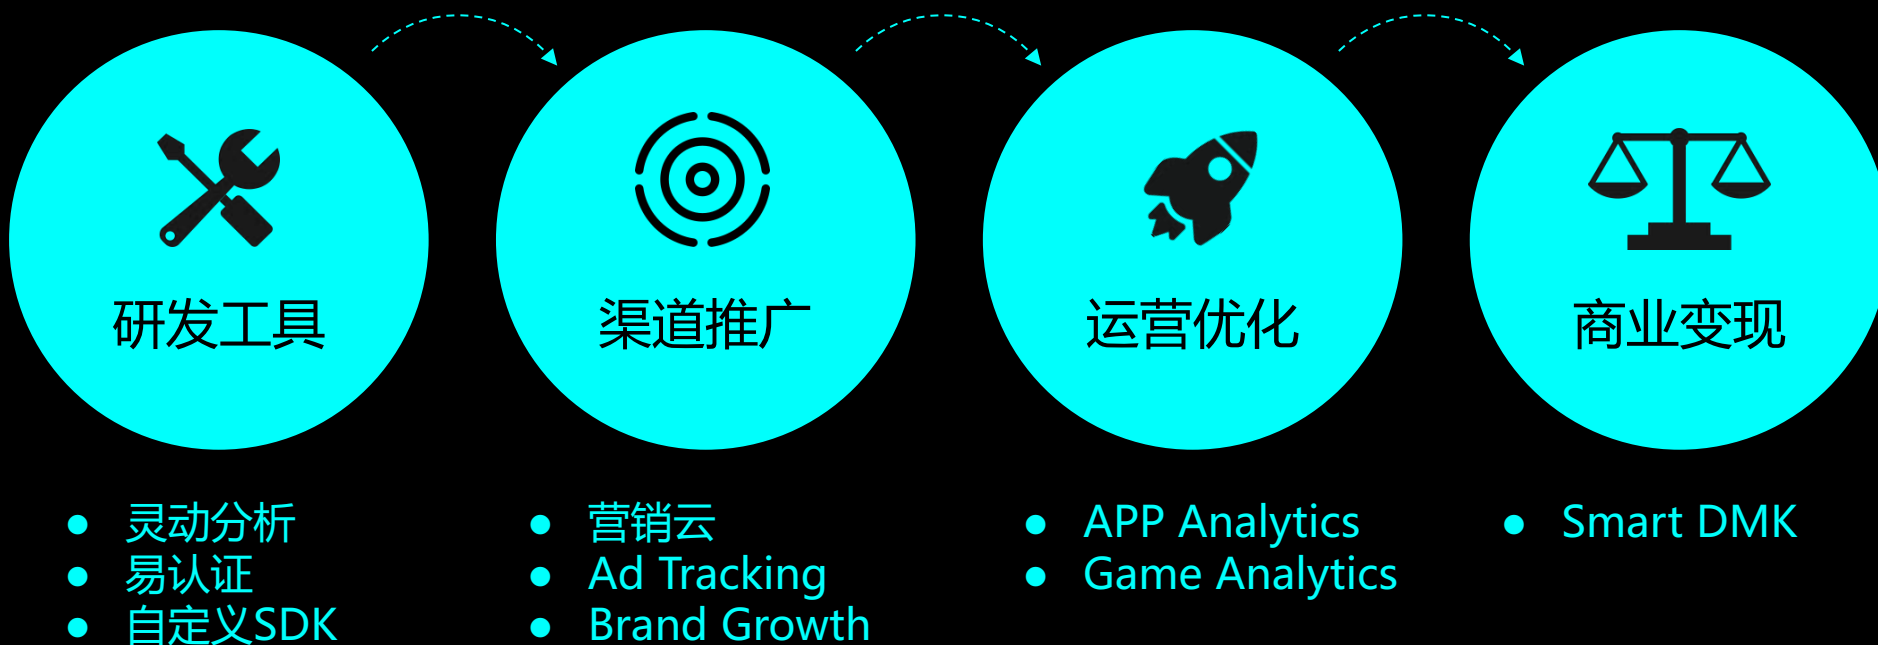 研发工具
渠道推广
运营优化
商业变现
● 灵动分析
● 易认证
● 自定义SDK
● 营销云
● Ad Tracking
● Brand Growth
● APP Analytics
● Game Analytics
● Smart DMK